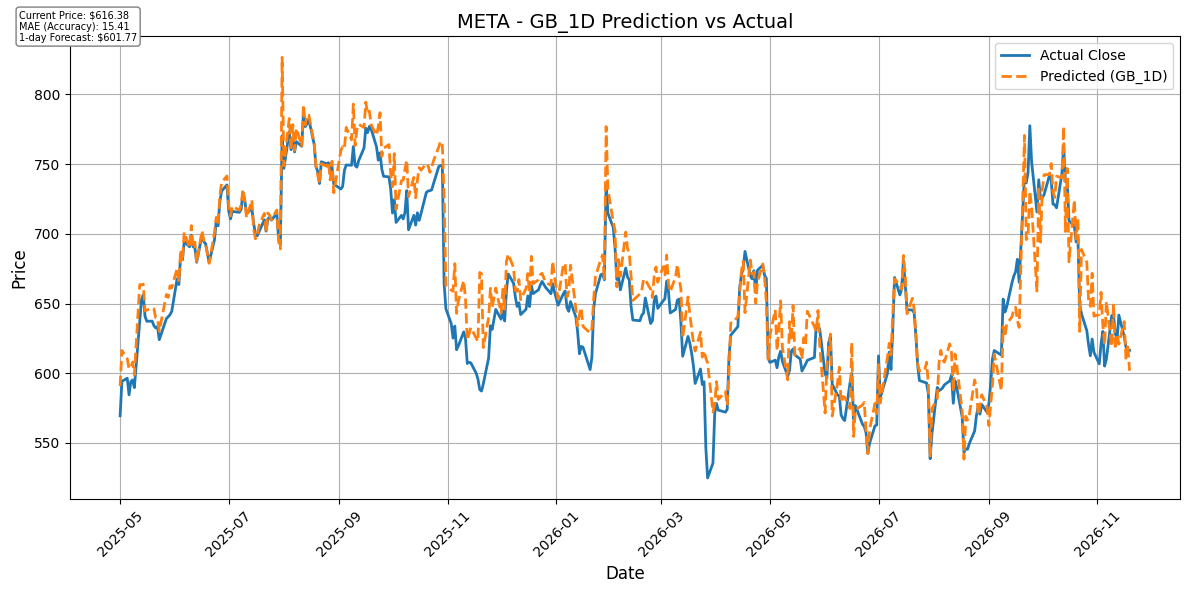 META - GB_1D Prediction vs Actual
Current Price: $616.38
MAE (Accuracy): 15.41
1-day Forecast: $601.77
Actual Close
Predicted (GB_1D)
Price
800
750
700
650
600
550
2025-05
2025-07
2025-09
2025-11
2026-01
2026-03
2026-05
2026-07
2026-09
2026-11
Date